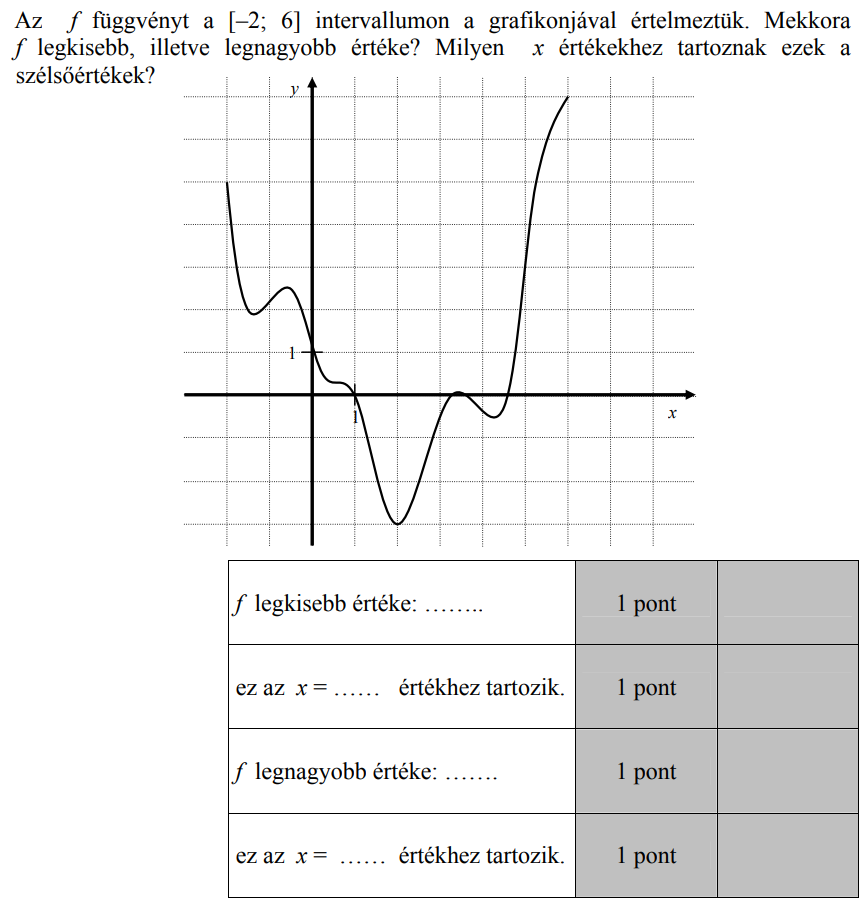 Az f függvényt a [–2; 6] intervallumon a grafikonjával értelmeztük. Mekkora
f legkisebb, illetve legnagyobb értéke? Milyen x értékekhez tartoznak ezek a
szélsőértékek?
y
1
1
x
f legkisebb értéke: ……..
1 pont
ez az x = …… értékhez tartozik.
1 pont
f legnagyobb értéke: …….
1 pont
ez az x = …… értékhez tartozik.
1 pont